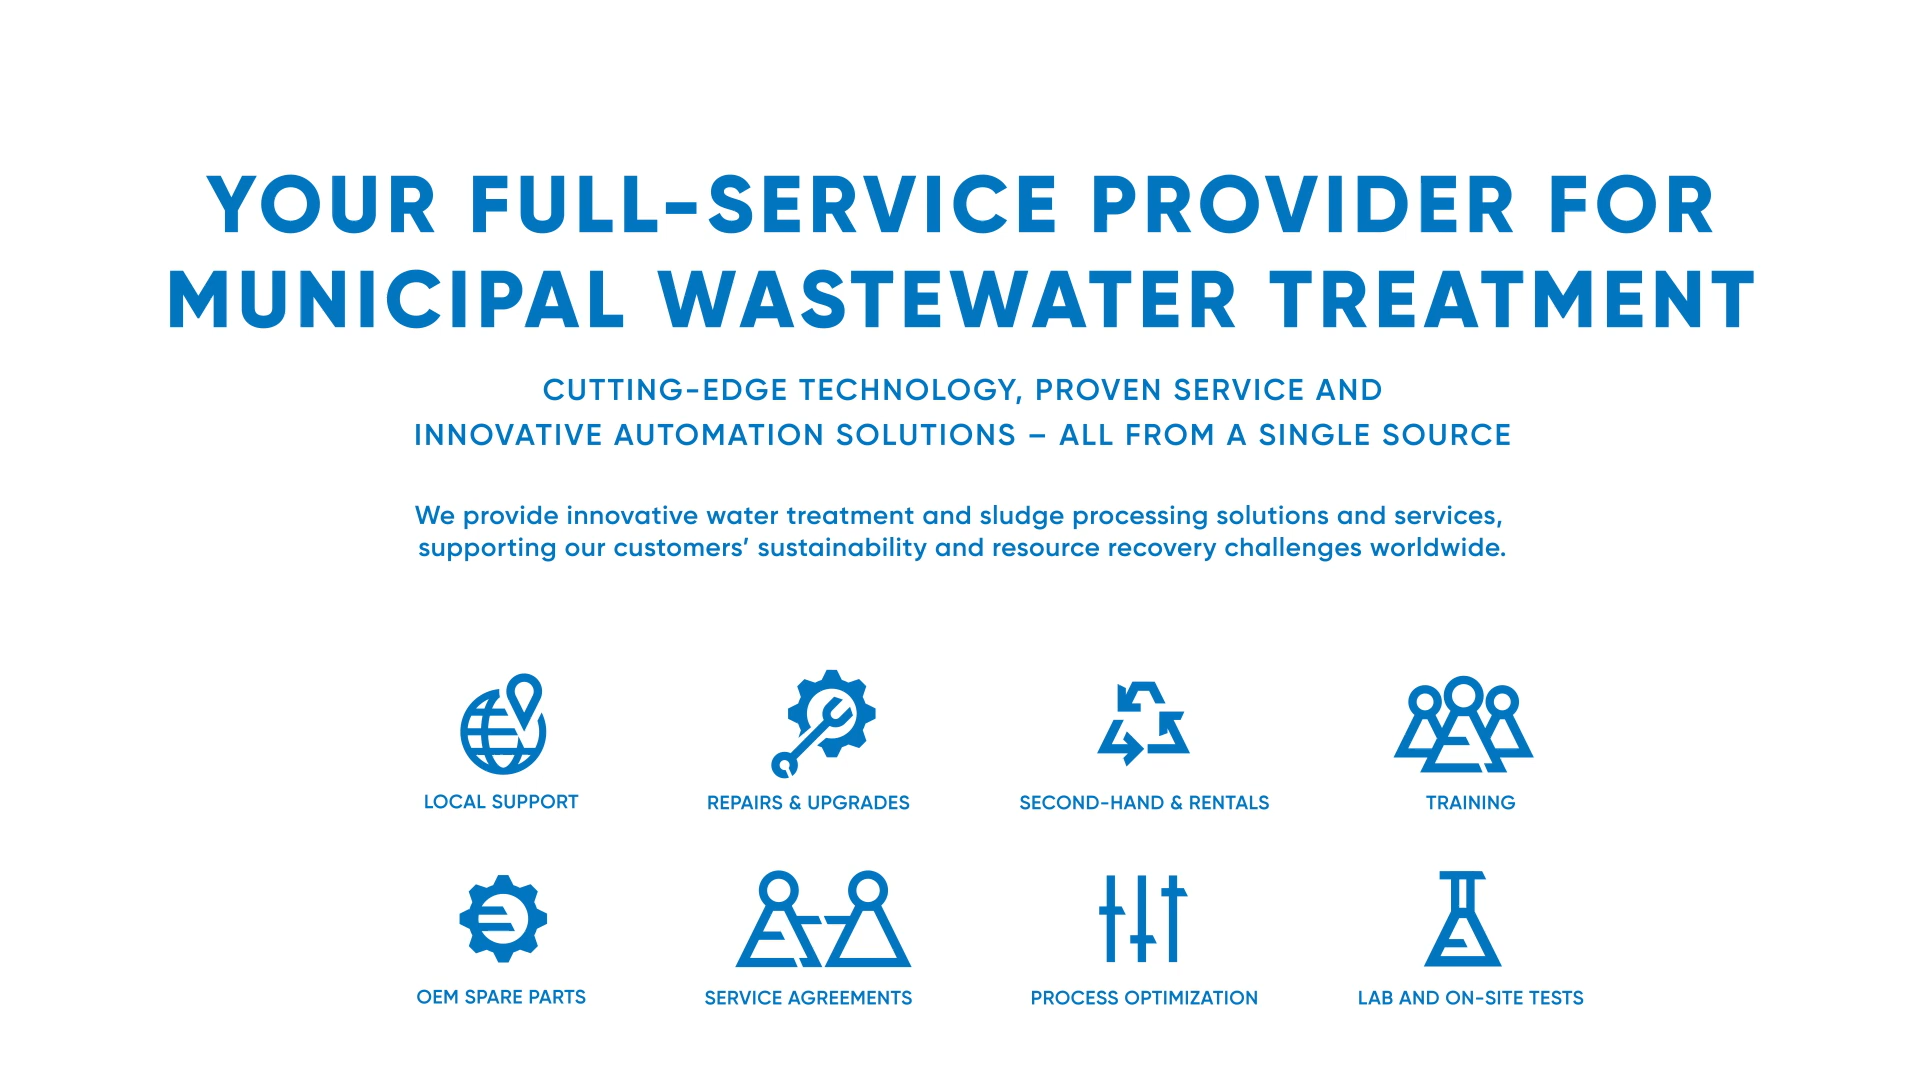 YOUR FULL-SERVICE PROVIDER FOR
MUNICIPAL WASTEWATER TREATMENT
CUTTING-EDGE TECHNOLOGY, PROVEN SERVICE AND
INNOVATIVE AUTOMATION SOLUTIONS – ALL FROM A SINGLE SOURCE
We provide innovative water treatment and sludge processing solutions and services,
supporting our customers’ sustainability and resource recovery challenges worldwide.
LOCAL SUPPORT
REPAIRS & UPGRADES
SECOND-HAND & RENTALS
TRAINING
OEM SPARE PARTS
SERVICE AGREEMENTS
PROCESS OPTIMIZATION
LAB AND ON-SITE TESTS